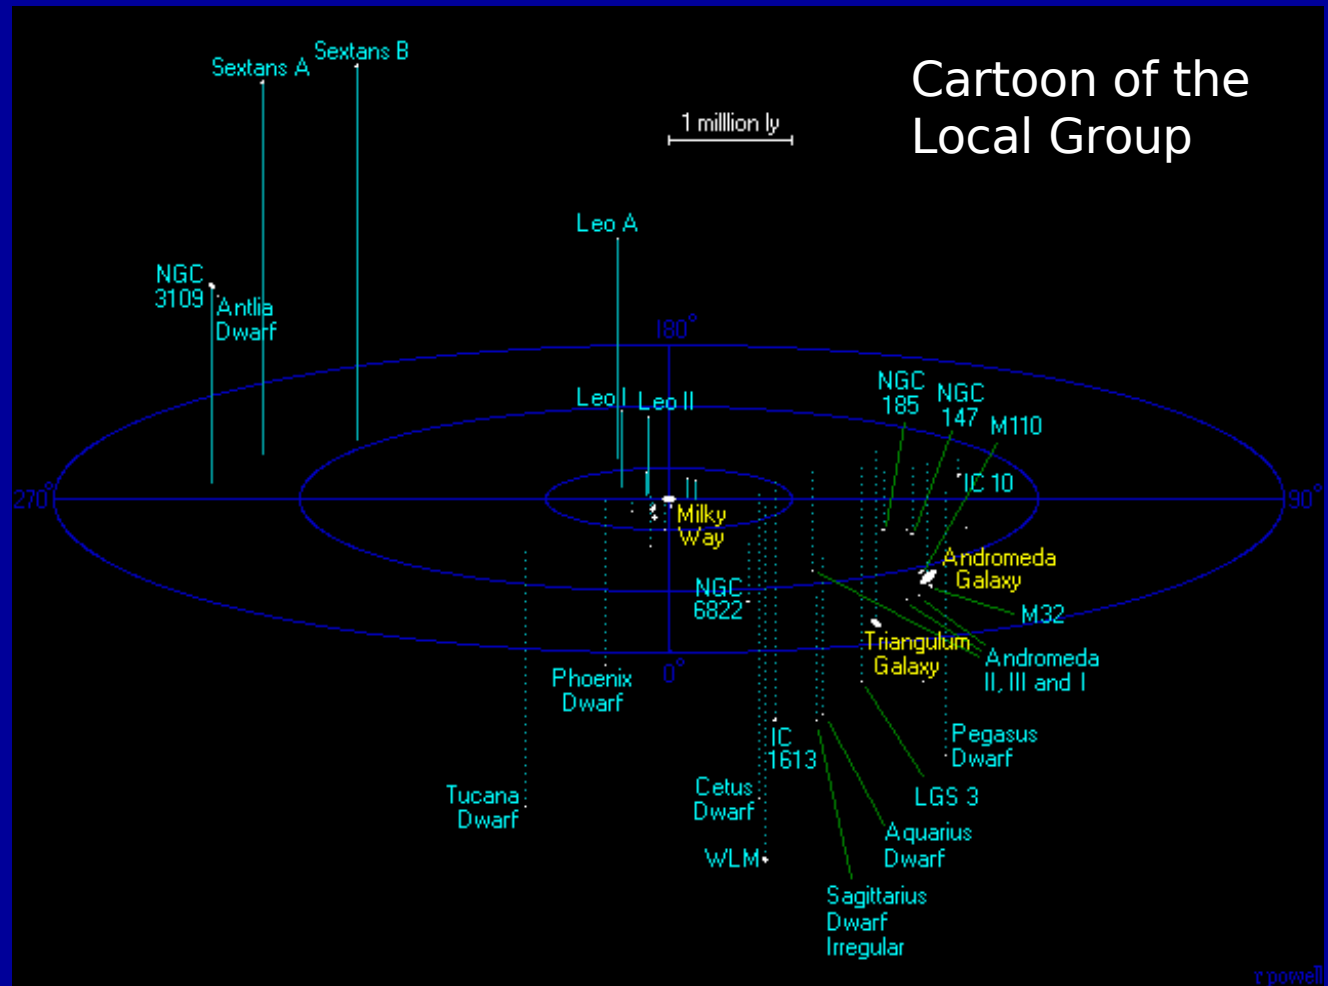 Cartoon of the
Local Group
Sextans A
Sextans B
1 milllion ly
Leo A
NGC
3109
Antlia
Dwarf
180°
Leo I
Leo II
NGC
185
NGC
147
M110
IC 10
270°
90°
Milky
Way
Andromeda
Galaxy
NGC
6822
M32
Triangulum
Galaxy
Andromeda
II, III and I
0°
Phoenix
Dwarf
IC
1613
Pegasus
Dwarf
Tucana
Dwarf
Cetus
Dwarf
LGS 3
Aquarius
Dwarf
WLM
Sagittarius
Dwarf
Irregular
r powell